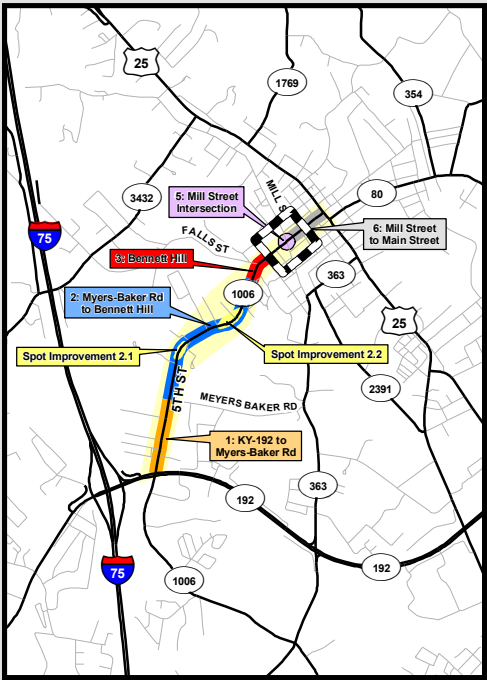 25
1769
354
3432
5: Mill Street
Intersection
MILL S
80
FALLS ST
6: Mill Street
to Main Street
75
3: Bennett Hill
363
1006
2: Myers-Baker Rd
to Bennett Hill
25
Spot Improvement 2.1
Spot Improvement 2.2
5TH ST
2391
MEYERS BAKER RD
1: KY-192 to
Myers-Baker Rd
363
192
192
75
1006